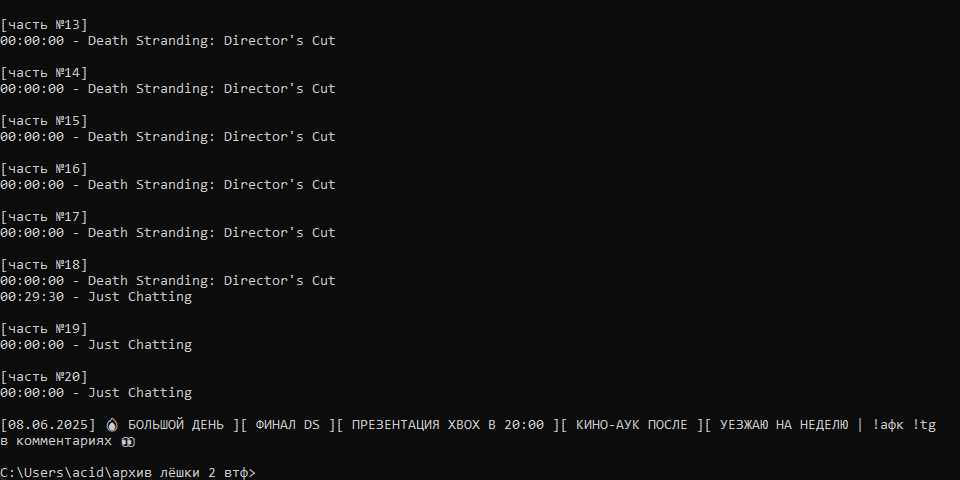 [часть №13]
00:00:00 - Death Stranding: Director's Cut
[часть №14]
00:00:00 - Death Stranding: Director's Cut
[часть №15]
00:00:00 - Death Stranding: Director's Cut
[часть №16]
00:00:00 - Death Stranding: Director's Cut
[часть №17]
00:00:00 - Death Stranding: Director's Cut
[часть №18]
00:00:00 - Death Stranding: Director's Cut
00:29:30 - Just Chatting
[часть №19]
00:00:00 - Just Chatting
[часть №20]
00:00:00 - Just Chatting
[08.06.2025] 🔥 БОЛЬШОЙ ДЕНЬ ][ ФИНАЛ DS ][ ПРЕЗЕНТАЦИЯ XBOX В 20:00 ][ КИНО-АУК ПОСЛЕ ][ УЕЗЖАЮ НА НЕДЕЛЮ | !афк !tg
в комментариях 👀
C:\Users\acid\архив лёшки 2 втф>